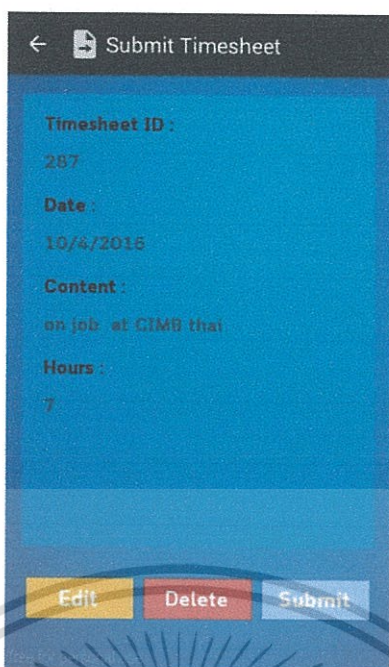 Submit Timesheet
Timesheet ID :
287
Date :
10/4/2016
Content :
on job at CIMB thai
Hours :
7
Edit Delete Submit